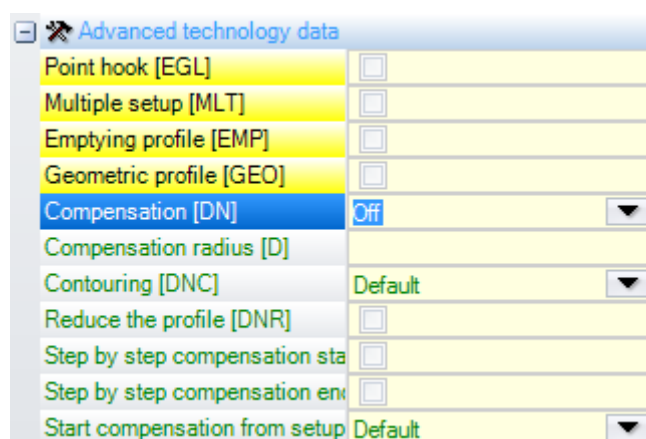 Advanced technology data
Point hook [EGL]
Multiple setup [MLT]
Emptying profile [EMP]
Geometric profile [GEO]
Compensation [DN] Off
Compensation radius [D]
Contouring [DNC] Default
Reduce the profile [DNR]
Step by step compensation sta
Step by step compensation en
Start compensation from setup Default